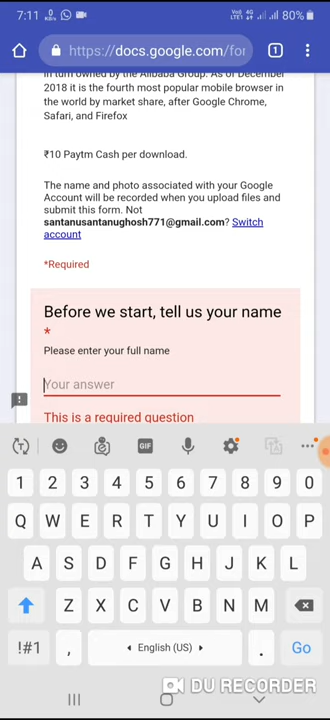 7:11 0 KB/s VoD 4G LTE1 80%
https://docs.google.com/for 1
in turn owned by the Alibaba Group. As of December
2018 it is the fourth most popular mobile browser in
the world by market share, after Google Chrome,
Safari, and Firefox
₹10 Paytm Cash per download.
The name and photo associated with your Google
Account will be recorded when you upload files and
submit this form. Not
santanusantanughosh771@gmail.com? Switch
account
*Required
Before we start, tell us your name
*
Please enter your full name
Your answer
This is a required question
GIF
1 2 3 4 5 6 7 8 9 0
Q W E R T Y U I O P
A S D F G H J K L
Z X C V B N M
!#1 , English (US) . Go
DU RECORDER